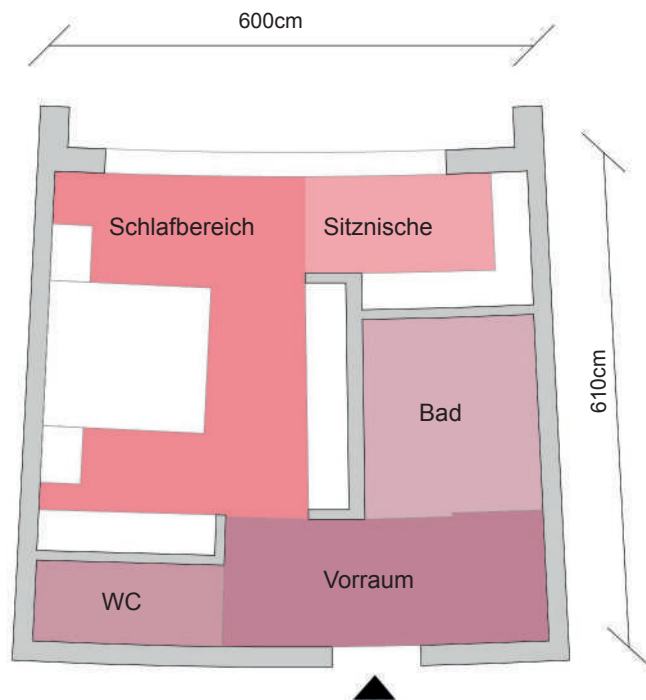 600cm
Schlafbereich
Sitznische
610cm
Bad
Vorraum
WC